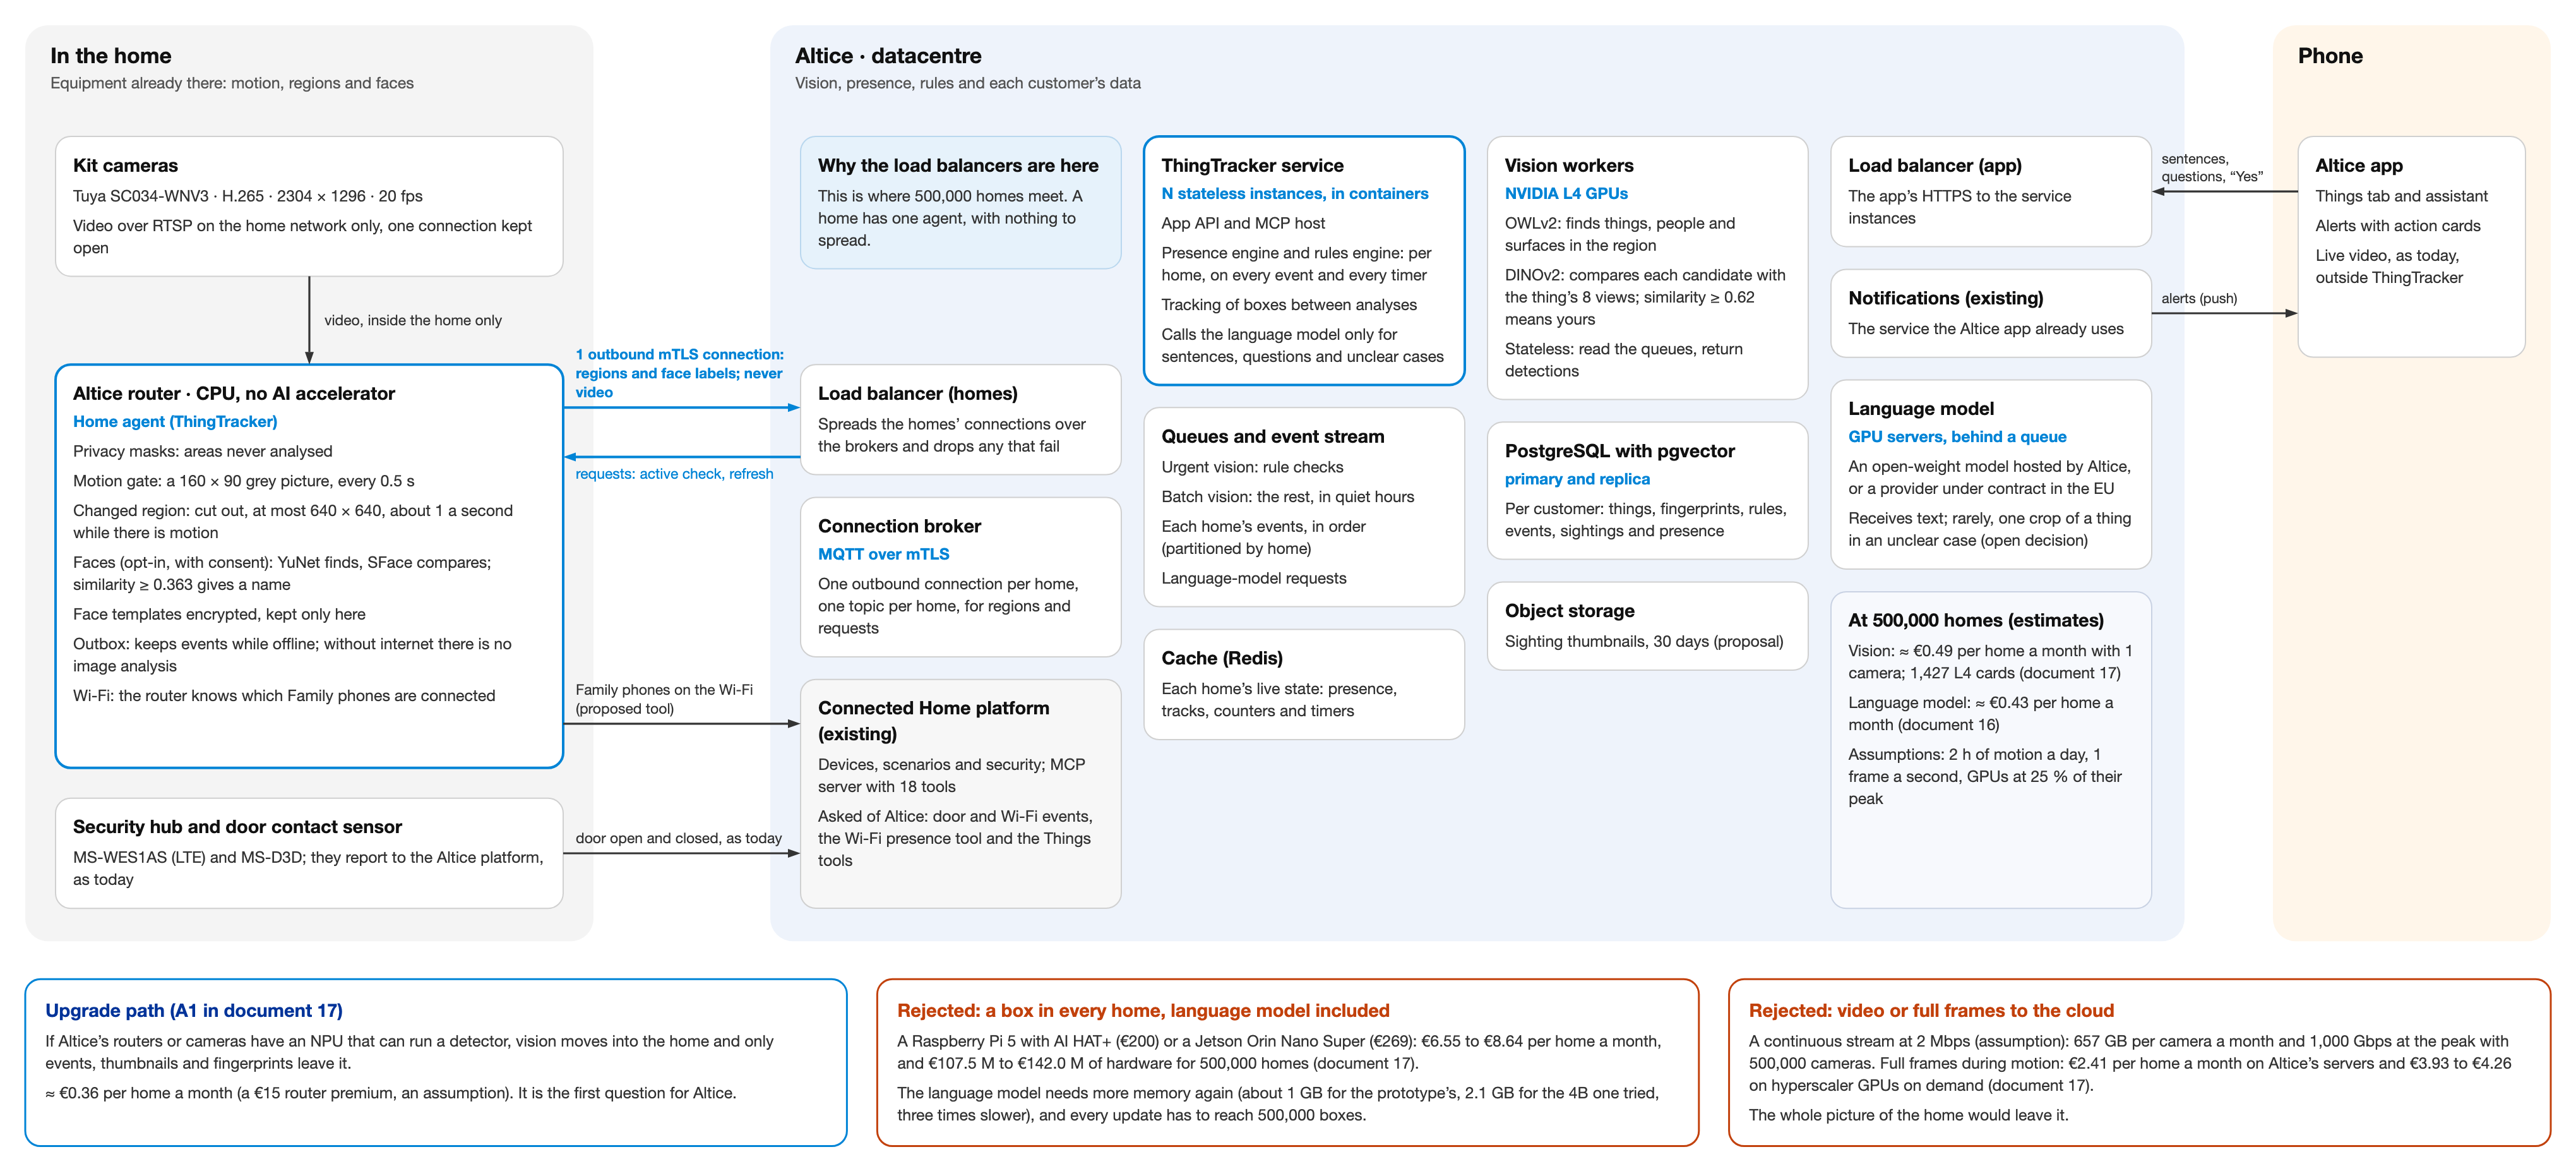 In the home
Equipment already there: motion, regions and faces
Kit cameras
Tuya SC034-WNV3 · H.265 · 2304 × 1296 · 20 fps
Video over RTSP on the home network only, one connection kept
open
video, inside the home only
Altice router · CPU, no AI accelerator
Home agent (ThingTracker)
Privacy masks: areas never analysed
Motion gate: a 160 × 90 grey picture, every 0.5 s
Changed region: cut out, at most 640 × 640, about 1 a second
while there is motion
Faces (opt-in, with consent): YuNet finds, SFace compares;
similarity ≥ 0.363 gives a name
Face templates encrypted, kept only here
Outbox: keeps events while offline; without internet there is no
image analysis
Wi-Fi: the router knows which Family phones are connected
Security hub and door contact sensor
MS-WES1AS (LTE) and MS-D3D; they report to the Altice platform,
as today
1 outbound mTLS connection:
regions and face labels; never
video
requests: active check, refresh
Family phones on the Wi-Fi
(proposed tool)
door open and closed, as today
Altice · datacentre
Vision, presence, rules and each customer’s data
Why the load balancers are here
This is where 500,000 homes meet. A
home has one agent, with nothing to
spread.
Load balancer (homes)
Spreads the homes’ connections over
the brokers and drops any that fail
Connection broker
MQTT over mTLS
One outbound connection per home,
one topic per home, for regions and
requests
Connected Home platform
(existing)
Devices, scenarios and security; MCP
server with 18 tools
Asked of Altice: door and Wi-Fi events,
the Wi-Fi presence tool and the Things
tools
ThingTracker service
N stateless instances, in containers
App API and MCP host
Presence engine and rules engine: per
home, on every event and every timer
Tracking of boxes between analyses
Calls the language model only for
sentences, questions and unclear cases
Queues and event stream
Urgent vision: rule checks
Batch vision: the rest, in quiet hours
Each home’s events, in order
(partitioned by home)
Language-model requests
Cache (Redis)
Each home’s live state: presence,
tracks, counters and timers
Vision workers
NVIDIA L4 GPUs
OWLv2: finds things, people and
surfaces in the region
DINOv2: compares each candidate with
the thing’s 8 views; similarity ≥ 0.62
means yours
Stateless: read the queues, return
detections
PostgreSQL with pgvector
primary and replica
Per customer: things, fingerprints, rules,
events, sightings and presence
Object storage
Sighting thumbnails, 30 days (proposal)
Load balancer (app)
The app’s HTTPS to the service
instances
Notifications (existing)
The service the Altice app already uses
Language model
GPU servers, behind a queue
An open-weight model hosted by Altice,
or a provider under contract in the EU
Receives text; rarely, one crop of a thing
in an unclear case (open decision)
At 500,000 homes (estimates)
Vision: ≈ €0.49 per home a month with 1
camera; 1,427 L4 cards (document 17)
Language model: ≈ €0.43 per home a
month (document 16)
Assumptions: 2 h of motion a day, 1
frame a second, GPUs at 25 % of their
peak
sentences,
questions, “Yes”
alerts (push)
Phone
Altice app
Things tab and assistant
Alerts with action cards
Live video, as today,
outside ThingTracker
Upgrade path (A1 in document 17)
If Altice’s routers or cameras have an NPU that can run a detector, vision moves into the home and only
events, thumbnails and fingerprints leave it.
≈ €0.36 per home a month (a €15 router premium, an assumption). It is the first question for Altice.
Rejected: a box in every home, language model included
A Raspberry Pi 5 with AI HAT+ (€200) or a Jetson Orin Nano Super (€269): €6.55 to €8.64 per home a month,
and €107.5 M to €142.0 M of hardware for 500,000 homes (document 17).
The language model needs more memory again (about 1 GB for the prototype’s, 2.1 GB for the 4B one tried,
three times slower), and every update has to reach 500,000 boxes.
Rejected: video or full frames to the cloud
A continuous stream at 2 Mbps (assumption): 657 GB per camera a month and 1,000 Gbps at the peak with
500,000 cameras. Full frames during motion: €2.41 per home a month on Altice’s servers and €3.93 to €4.26
on hyperscaler GPUs on demand (document 17).
The whole picture of the home would leave it.